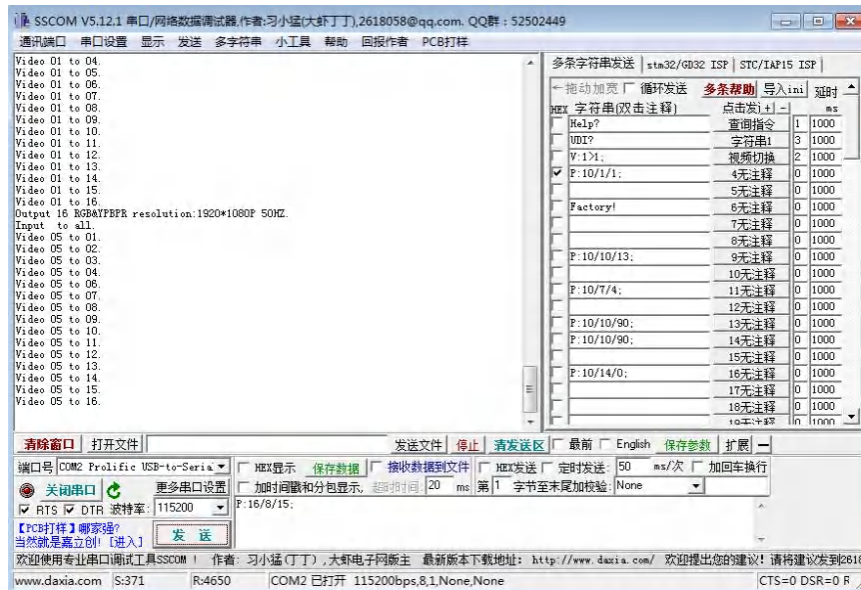 SSCOM V5.12.1 串口/网络数据调试器,作者:习小猛(大虾丁丁),2618058@qq.com. QQ群: 52502449
通讯端口 串口设置 显示 发送 多字符串 小工具 帮助 回报作者 PCB打样
Video 01 to 04.
Video 01 to 05.
Video 01 to 06.
Video 01 to 07.
Video 01 to 08.
Video 01 to 09.
Video 01 to 10.
Video 01 to 11.
Video 01 to 12.
Video 01 to 13.
Video 01 to 14.
Video 01 to 15.
Video 01 to 16.
Output 16 RGB&YPBPR resolution:1920*1080P 50HZ.
Input to all.
Video 05 to 01.
Video 05 to 02.
Video 05 to 03.
Video 05 to 04.
Video 05 to 06.
Video 05 to 07.
Video 05 to 08.
Video 05 to 09.
Video 05 to 10.
Video 05 to 11.
Video 05 to 12.
Video 05 to 13.
Video 05 to 14.
Video 05 to 15.
Video 05 to 16.
多条字符串发送 stm32/GD32 ISP STC/IAP15 ISP
←拖动加宽 循环发送 多条帮助 导入ini 延时
HEX 字符串(双击注释) 点击发送 + - ms
Help? 查询指令 1 1000
UDI? 字符串1 3 1000
V:1>1; 视频切换 2 1000
P:10/1/1; 4无注释 0 1000
5无注释 0 1000
Factory! 6无注释 0 1000
7无注释 0 1000
8无注释 0 1000
P:10/10/13; 9无注释 0 1000
10无注释 0 1000
P:10/7/4; 11无注释 0 1000
12无注释 0 1000
P:10/10/90; 13无注释 0 1000
P:10/10/90; 14无注释 0 1000
15无注释 0 1000
P:10/14/0; 16无注释 0 1000
17无注释 0 1000
18无注释 0 1000
19无注释 0 1000
清除窗口 打开文件 发送文件 停止 清发送区 最前 English 保存参数 扩展 —
端口号 COM2 Prolific USB-to-Seria HEX显示 保存数据 接收数据到文件 HEX发送 定时发送: 50 ms/次 加回车换行
关闭串口 更多串口设置 加时间戳和分包显示, 超时时间: 20 ms 第 1 字节至末尾加校验: None
RTS DTR 波特率: 115200 P:16/8/15;
【PCB打样】哪家强?
当然就是嘉立创! [进入] 发 送
欢迎使用专业串口调试工具SSCOM ! 作者: 习小猛(丁丁) ,大虾电子网版主 最新版本下载地址: http://www.daxia.com/ 欢迎提出您的建议! 请将建议发到2618
www.daxia.com S:371 R:4650 COM2 已打开 115200bps,8,1,None,None CTS=0 DSR=0 R